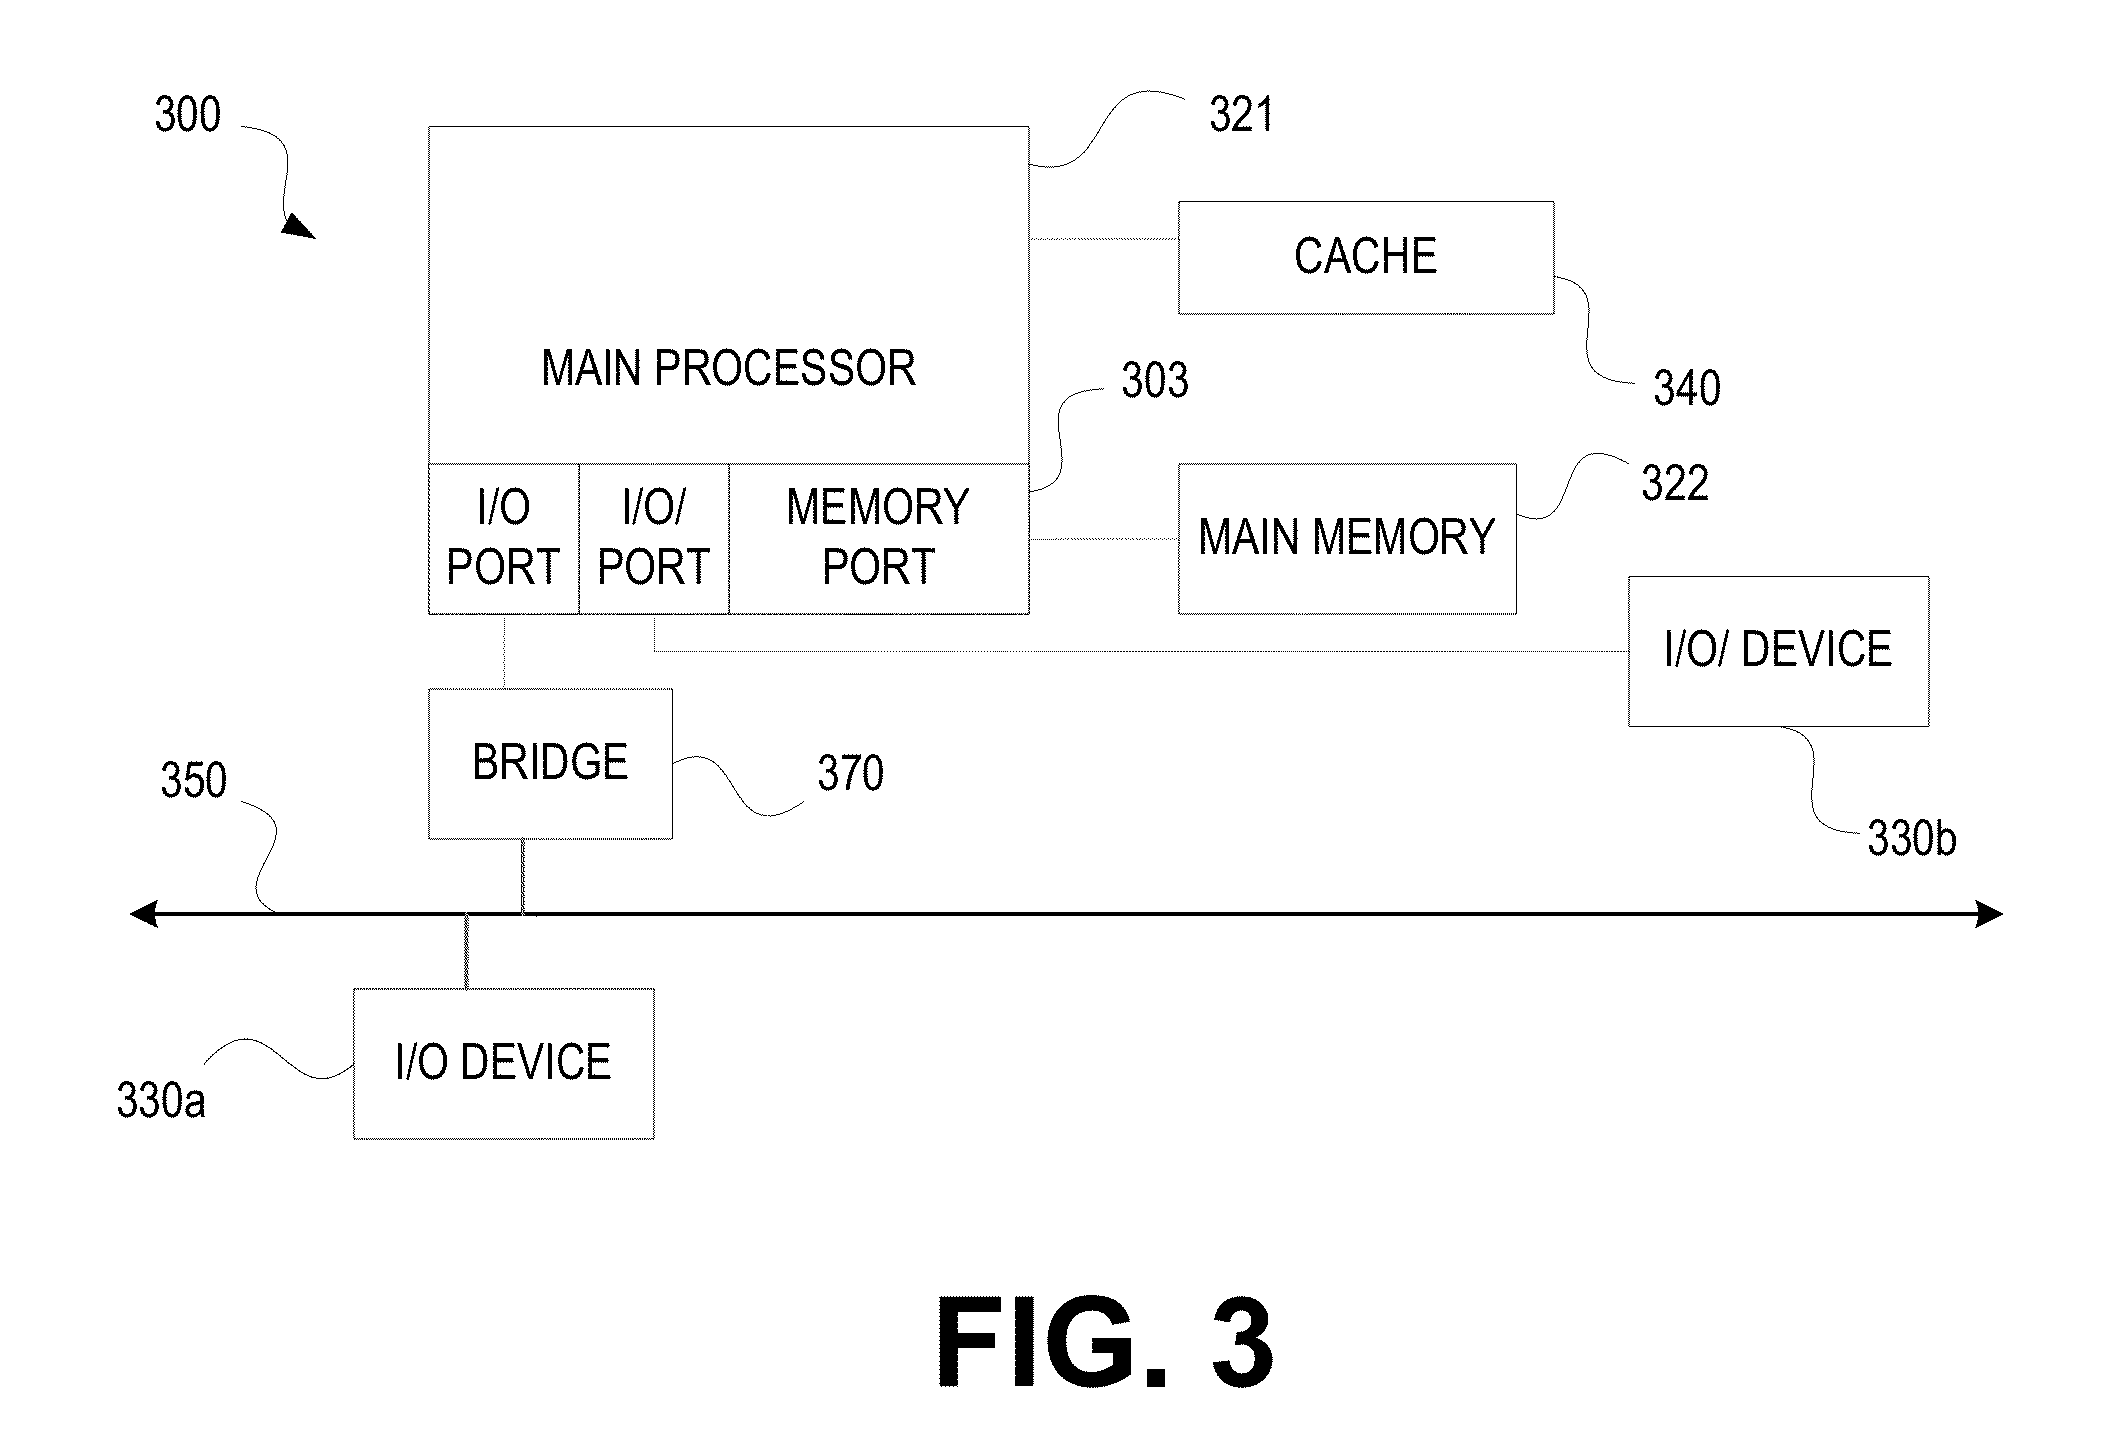 300
321
CACHE
MAIN PROCESSOR
303
340
I/O
PORT
I/O/
PORT
MEMORY
PORT
322
MAIN MEMORY
I/O/ DEVICE
BRIDGE
370
350
330b
I/O DEVICE
330a
FIG. 3